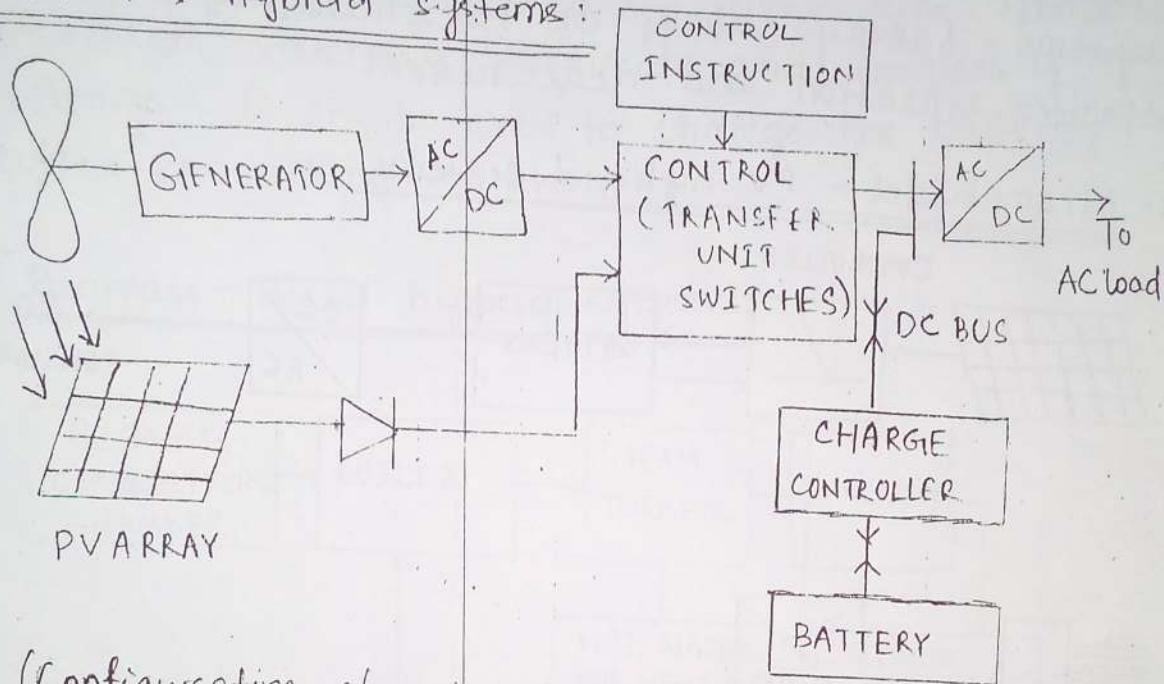 hybrid systems:
CONTROL
INSTRUCTION
GENERATOR
AC
DC
CONTROL
(TRANSFER
UNIT
SWITCHES)
AC
DC
To
AC load
DC BUS
CHARGE
CONTROLLER
PV ARRAY
BATTERY
(Configuration